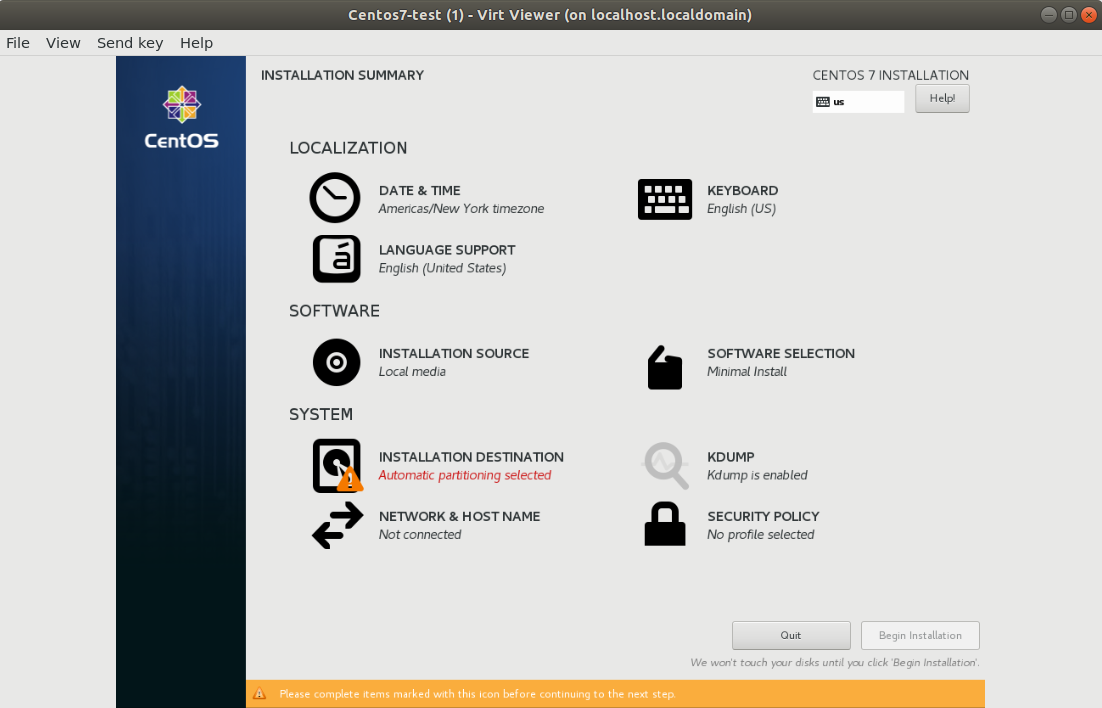 Centos7-test (1) - Virt Viewer (on localhost.localdomain)
File View Send key Help
CentOS
INSTALLATION SUMMARY
CENTOS 7 INSTALLATION
us
Help!
LOCALIZATION
DATE & TIME
Americas/New York timezone
KEYBOARD
English (US)
á
LANGUAGE SUPPORT
English (United States)
SOFTWARE
INSTALLATION SOURCE
Local media
SOFTWARE SELECTION
Minimal Install
SYSTEM
INSTALLATION DESTINATION
Automatic partitioning selected
KDUMP
Kdump is enabled
NETWORK & HOST NAME
Not connected
SECURITY POLICY
No profile selected
Quit
Begin Installation
We won't touch your disks until you click 'Begin Installation'.
Please complete items marked with this icon before continuing to the next step.